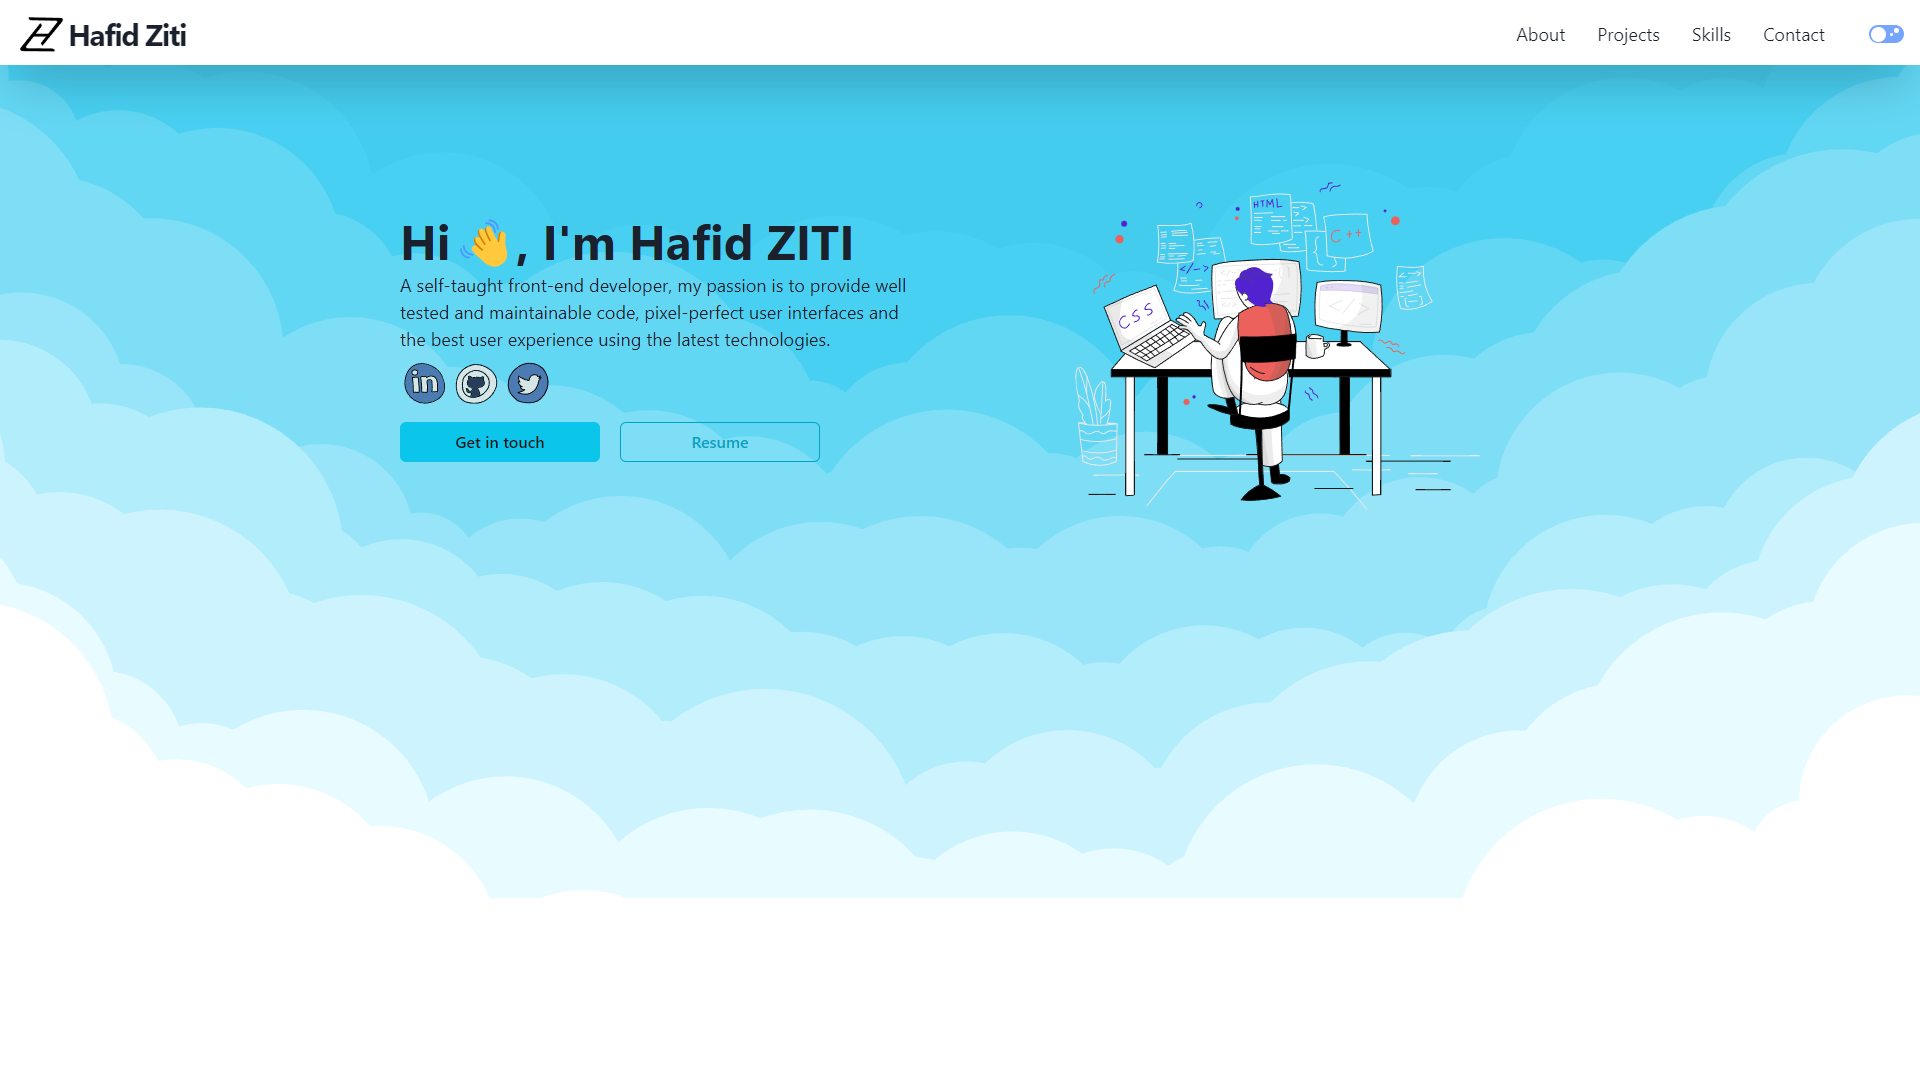 Hafid Ziti
About
Projects
Skills
Contact
Hi 👋, I'm Hafid ZITI
A self-taught front-end developer, my passion is to provide well
tested and maintainable code, pixel-perfect user interfaces and
the best user experience using the latest technologies.
in
Get in touch
Resume
HTML
C++
</->
CSS
</>